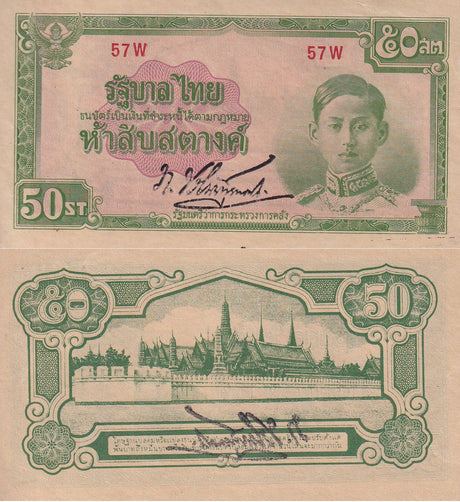 57 W
57 W
๕๐ สต.
รัฐบาลไทย
ธนบัตร์เป็นเงินที่ชำระหนี้ได้ตามกฎหมาย
ห้าสิบสตางค์
50 ST
รัฐมนตรีว่าการกระทรวงการคลัง
๕๐
50